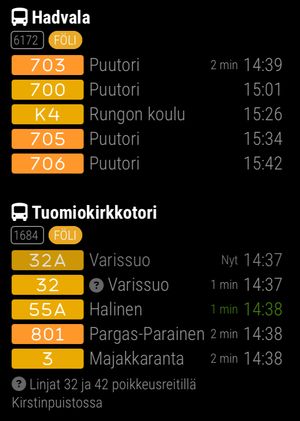 Hadvala
6172 FÖLI
703 Puutori 2 min 14:39
700 Puutori 15:01
K4 Rungon koulu 15:26
705 Puutori 15:34
706 Puutori 15:42
Tuomiokirkkotori
1684 FÖLI
32A Varissuo Nyt 14:37
32 ? Varissuo 1 min 14:37
55A Halinen 1 min 14:38
801 Pargas-Parainen 2 min 14:38
3 Majakkaranta 2 min 14:38
? Linjat 32 ja 42 poikkeusreitillä
Kirstinpuistossa